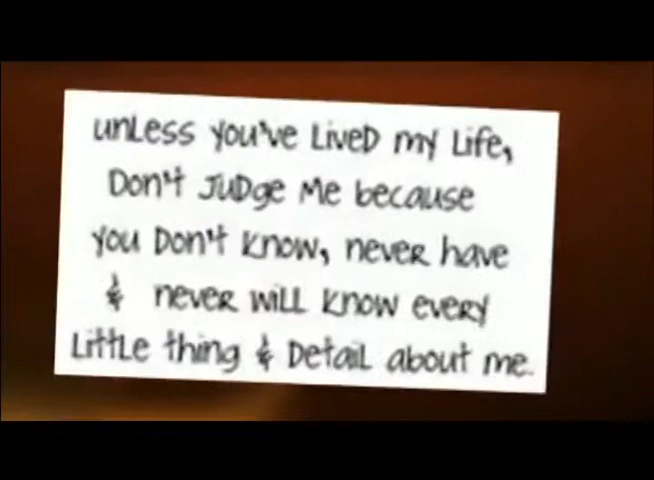 unless you've Lived my Life,
Don't Judge Me because
you Don't know, never have
& never will know every
Little thing & Detail about me.